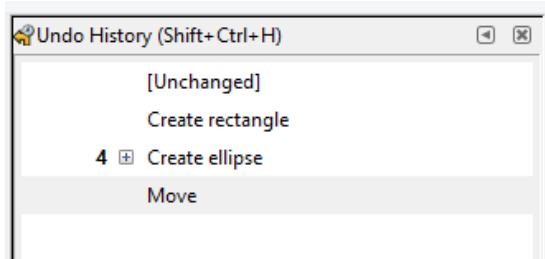 Undo History (Shift+Ctrl+H)
[Unchanged]
Create rectangle
4 Create ellipse
Move